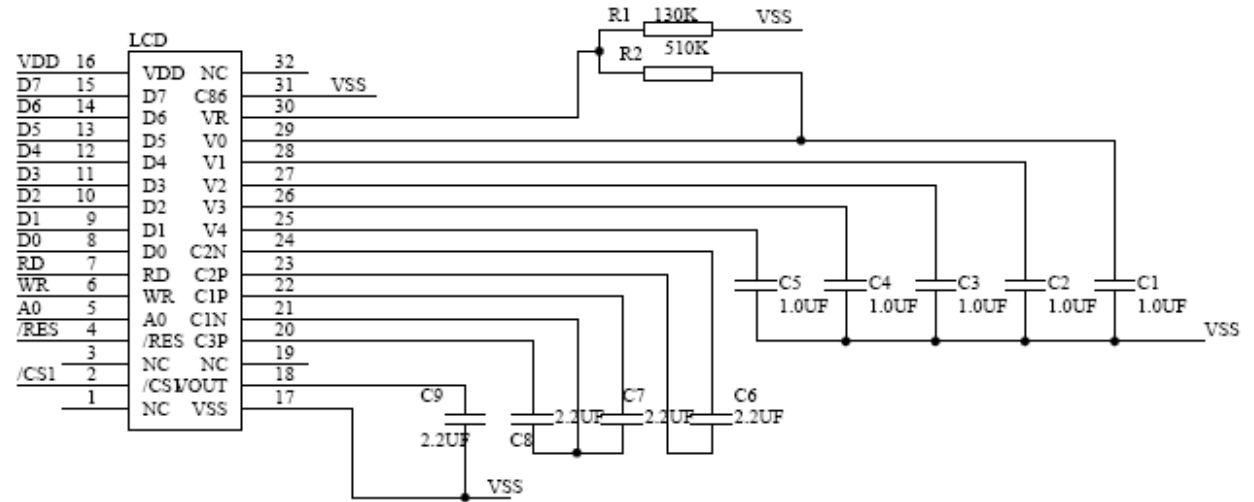 R1 130K VSS
R2 510K
LCD
VDD 16 VDD NC 32
D7 15 D7 C86 31 VSS
D6 14 D6 VR 30
D5 13 D5 V0 29
D4 12 D4 V1 28
D3 11 D3 V2 27
D2 10 D2 V3 26
D1 9 D1 V4 25
D0 8 D0 C2N 24
RD 7 RD C2P 23
WR 6 WR C1P 22
A0 5 A0 C1N 21
/RES 4 /RES C3P 20
3 NC NC 19
/CS1 2 /CS1 VOUT 18
1 NC VSS 17
C5 C4 C3 C2 C1
1.0UF 1.0UF 1.0UF 1.0UF 1.0UF
VSS
C9 C7 C6
2.2UF 2.2UF 2.2UF
2.2UF C8
VSS